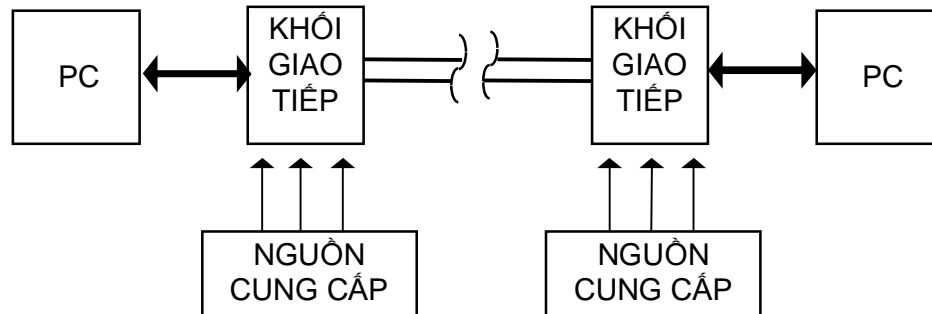 PC
KHỐI
GIAO
TIẾP
KHỐI
GIAO
TIẾP
PC
NGUỒN
CUNG CẤP
NGUỒN
CUNG CẤP